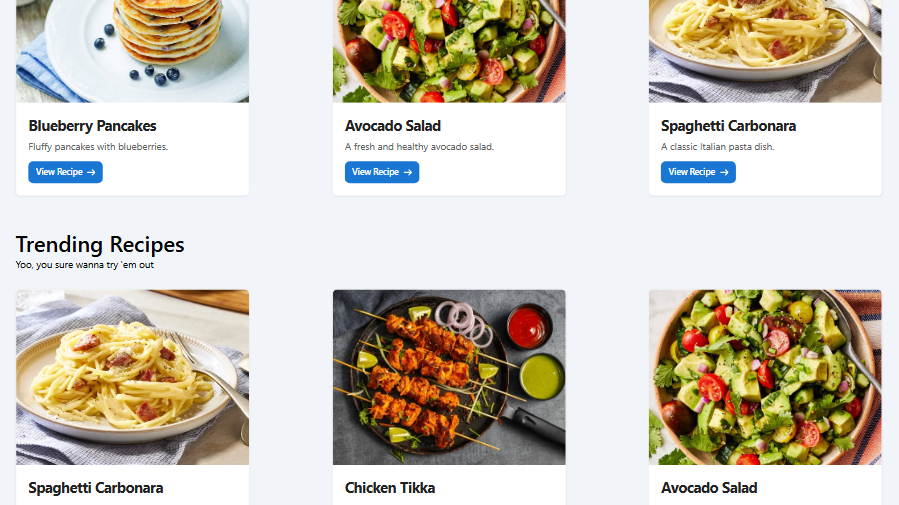 Blueberry Pancakes
Fluffy pancakes with blueberries.
View Recipe →
Avocado Salad
A fresh and healthy avocado salad.
View Recipe →
Spaghetti Carbonara
A classic Italian pasta dish.
View Recipe →
Trending Recipes
Yoo, you sure wanna try 'em out
Spaghetti Carbonara
Chicken Tikka
Avocado Salad